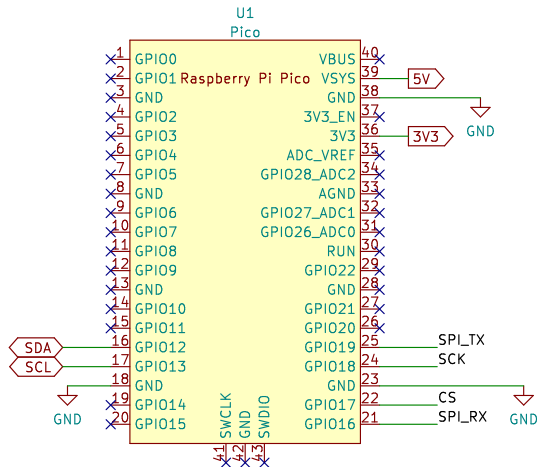 U1
Pico
Raspberry Pi Pico
1 GPIO0
2 GPIO1
3 GND
4 GPIO2
5 GPIO3
6 GPIO4
7 GPIO5
8 GND
9 GPIO6
10 GPIO7
11 GPIO8
12 GPIO9
13 GND
14 GPIO10
15 GPIO11
SDA 16 GPIO12
SCL 17 GPIO13
18 GND
GND
19 GPIO14
20 GPIO15
VBUS 40
VSYS 39 5V
GND 38
GND
3V3_EN 37
3V3 36 3V3
ADC_VREF 35
GPIO28_ADC2 34
AGND 33
GPIO27_ADC1 32
GPIO26_ADC0 31
RUN 30
GPIO22 29
GND 28
GPIO21 27
GPIO20 26
GPIO19 25 SPI_TX
GPIO18 24 SCK
GND 23
GND
GPIO17 22 CS
GPIO16 21 SPI_RX
SWCLK 41
GND 42
SWDIO 43